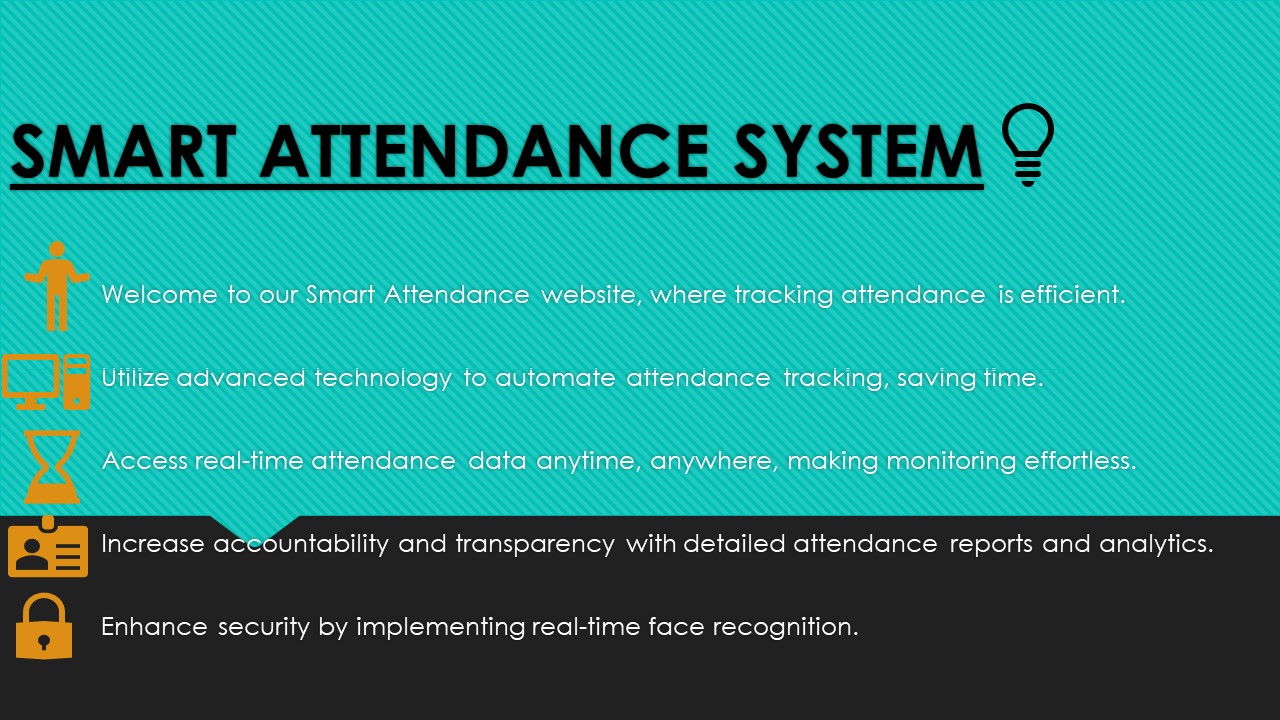 SMART ATTENDANCE SYSTEM
Welcome to our Smart Attendance website, where tracking attendance is efficient.
Utilize advanced technology to automate attendance tracking, saving time.
Access real-time attendance data anytime, anywhere, making monitoring effortless.
Increase accountability and transparency with detailed attendance reports and analytics.
Enhance security by implementing real-time face recognition.